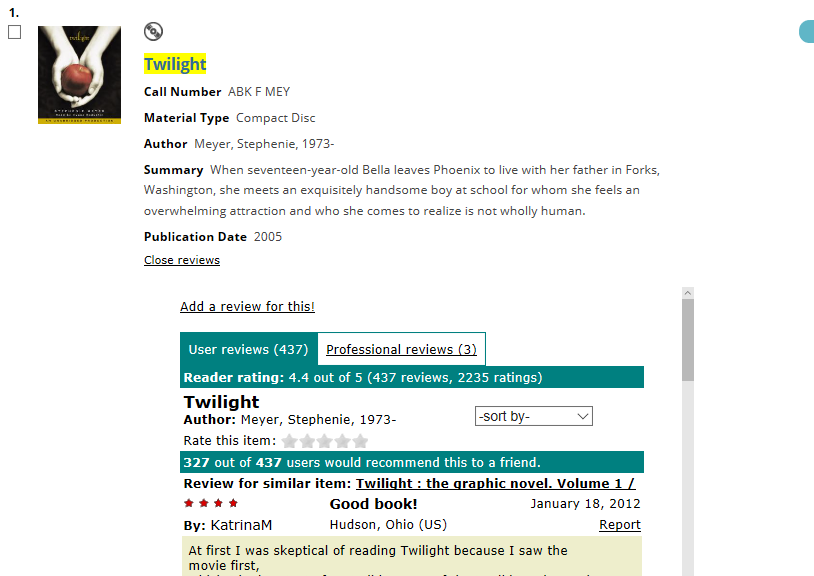 1.
twilight
STEPHENIE MEYER
Twilight
Call Number ABK F MEY
Material Type Compact Disc
Author Meyer, Stephenie, 1973-
Summary When seventeen-year-old Bella leaves Phoenix to live with her father in Forks,
Washington, she meets an exquisitely handsome boy at school for whom she feels an
overwhelming attraction and who she comes to realize is not wholly human.
Publication Date 2005
Close reviews
Add a review for this!
User reviews (437) Professional reviews (3)
Reader rating: 4.4 out of 5 (437 reviews, 2235 ratings)
Twilight
Author: Meyer, Stephenie, 1973-
-sort by-
Rate this item:
327 out of 437 users would recommend this to a friend.
Review for similar item: Twilight : the graphic novel. Volume 1 /
Good book! January 18, 2012
By: KatrinaM Hudson, Ohio (US) Report
At first I was skeptical of reading Twilight because I saw the
movie first,